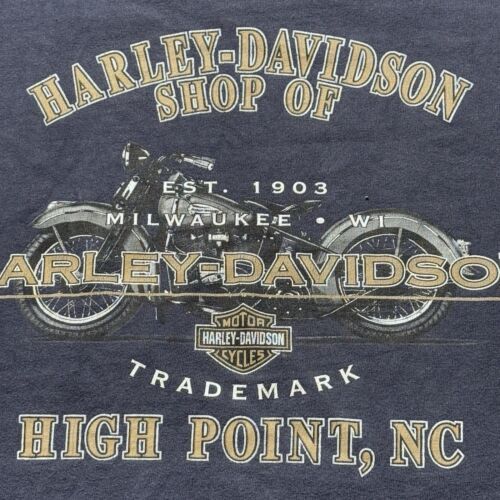 HARLEY-DAVIDSON
SHOP OF
EST. 1903
MILWAUKEE • WI
ARLEY-DAVIDSO
MOTOR
HARLEY-DAVIDSON
CYCLES
TRADEMARK
HIGH POINT, NC